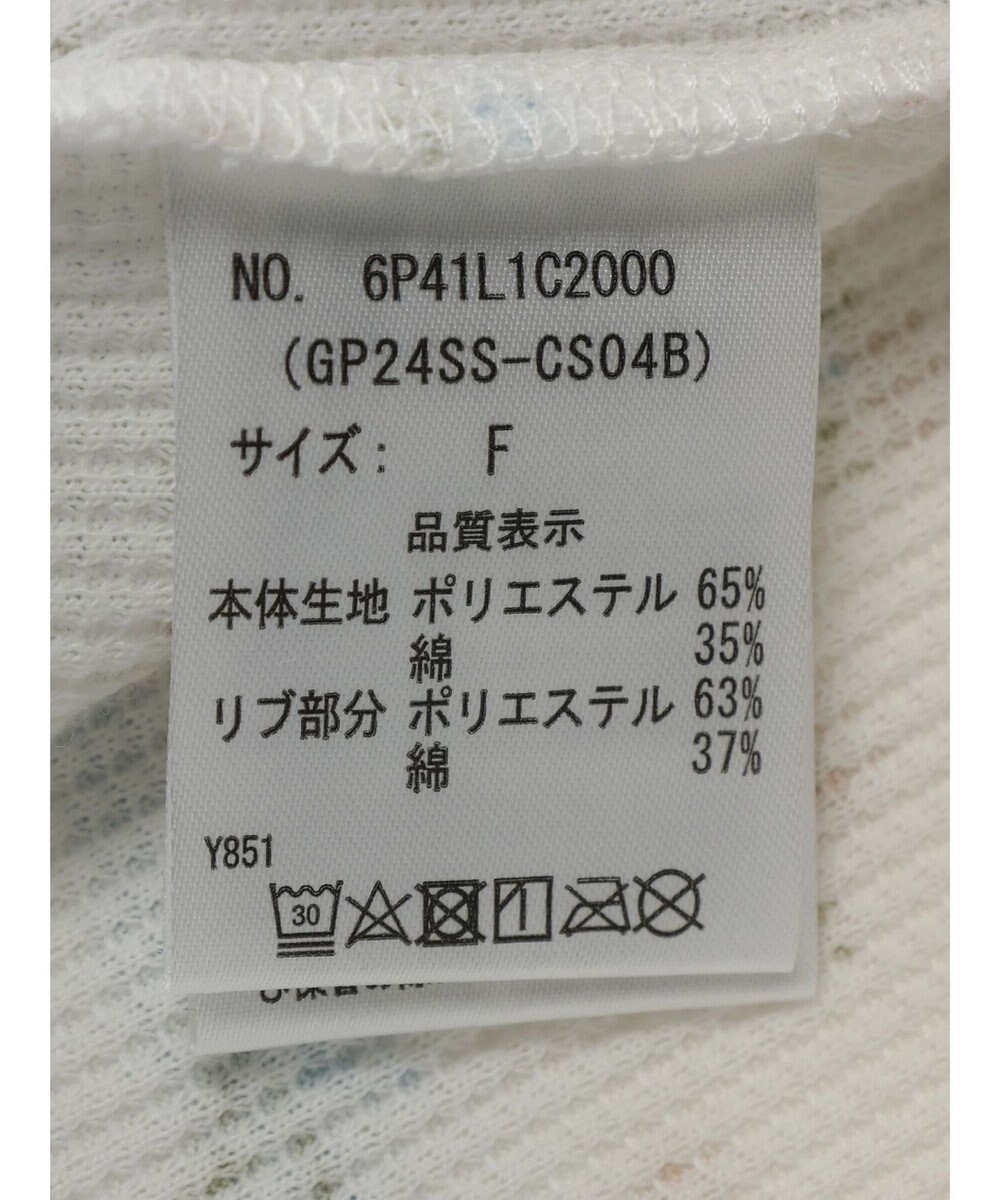 NO. 6P41L1C2000
(GP24SS-CS04B)
サイズ: F
品質表示
本体生地 ポリエステル 65%
綿 35%
リブ部分 ポリエステル 63%
綿 37%
Y851
30